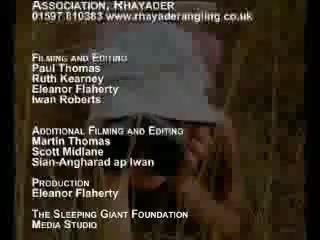 Association, Rhayader
01597 810383 www.rhayaderangling.co.uk
Filming and Editing
Paul Thomas
Ruth Kearney
Eleanor Flaherty
Iwan Roberts
Additional Filming and Editing
Martin Thomas
Scott Midlane
Sian-Angharad ap Iwan
Production
Eleanor Flaherty
The Sleeping Giant Foundation
Media Studio